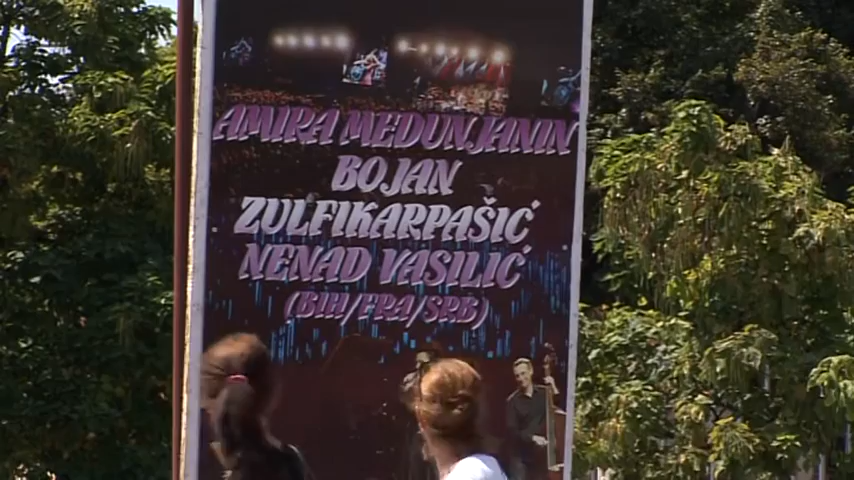 AMIRA MEDUNJANIN
BOJAN
ZULFIKARPAŠIĆ
NENAD VASILIĆ
(BIH/FRA/SRB)